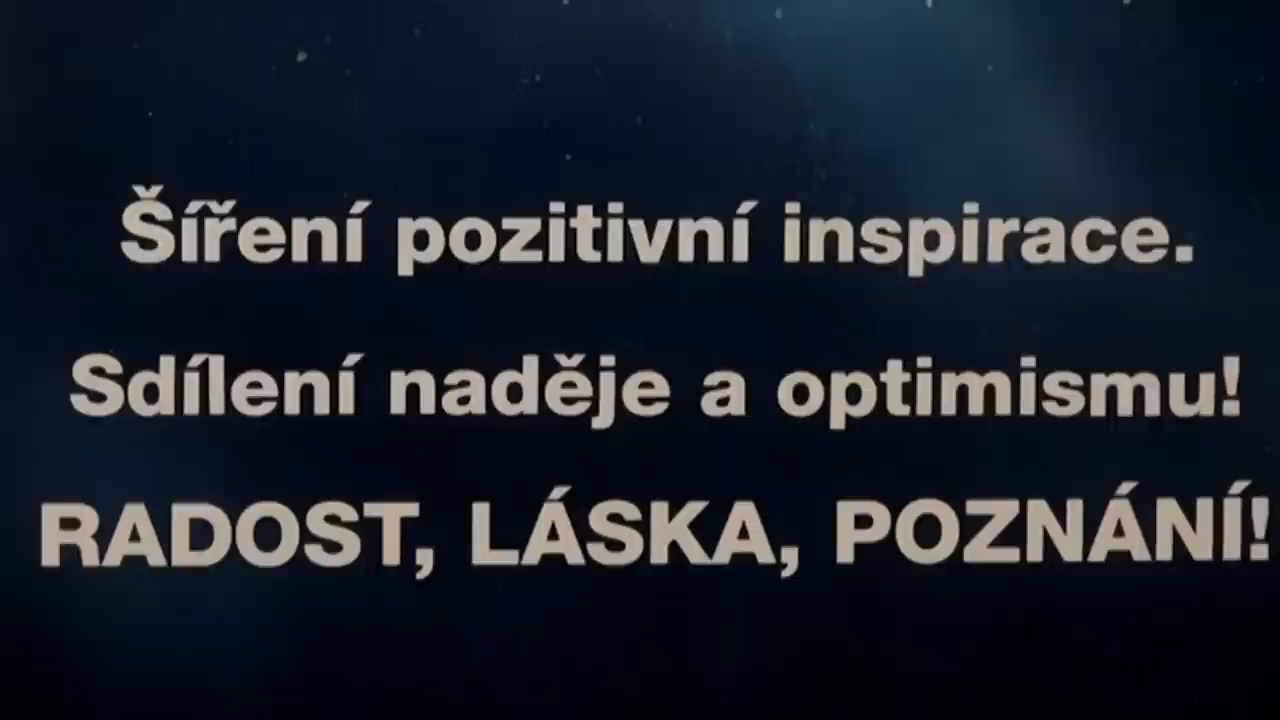 Šíření pozitivní inspirace.
Sdílení naděje a optimismu!
RADOST, LÁSKA, POZNÁNÍ!